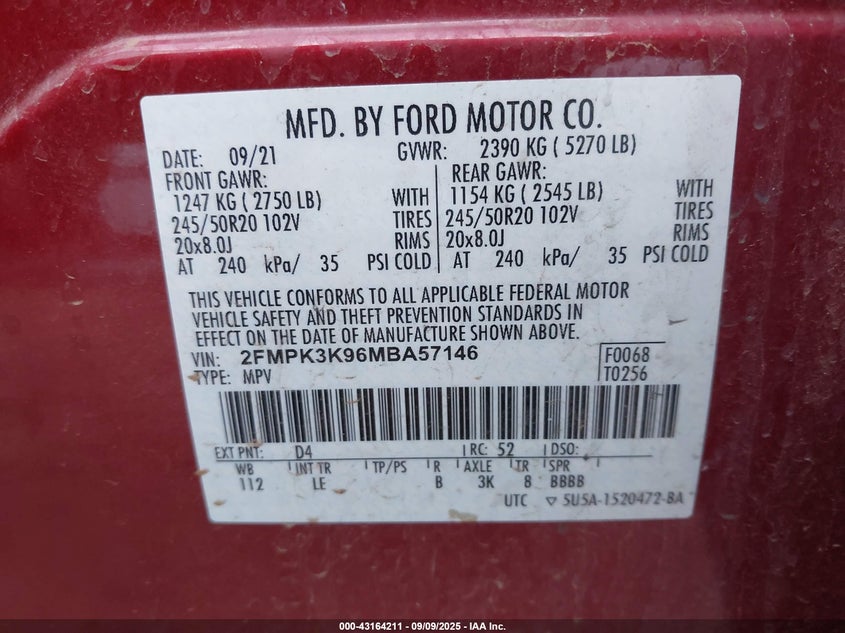 MFD. BY FORD MOTOR CO.
DATE: 09/21 GVWR: 2390 KG ( 5270 LB)
FRONT GAWR: REAR GAWR:
1247 KG ( 2750 LB) WITH 1154 KG ( 2545 LB) WITH
245/50R20 102V TIRES 245/50R20 102V TIRES
20x8.0J RIMS 20x8.0J RIMS
AT 240 kPa/ 35 PSI COLD AT 240 kPa/ 35 PSI COLD
THIS VEHICLE CONFORMS TO ALL APPLICABLE FEDERAL MOTOR
VEHICLE SAFETY AND THEFT PREVENTION STANDARDS IN
EFFECT ON THE DATE OF MANUFACTURE SHOWN ABOVE.
VIN: 2FMPK3K96MBA57146 F0068
TYPE: MPV T0256
EXT PNT: D4 RC: 52 DSO:
WB INT TR TP/PS R AXLE TR SPR
112 LE B 3K 8 BBBB
UTC ▽ 5U5A-1520472-BA
000-43164211 - 09/09/2025 - IAA Inc.